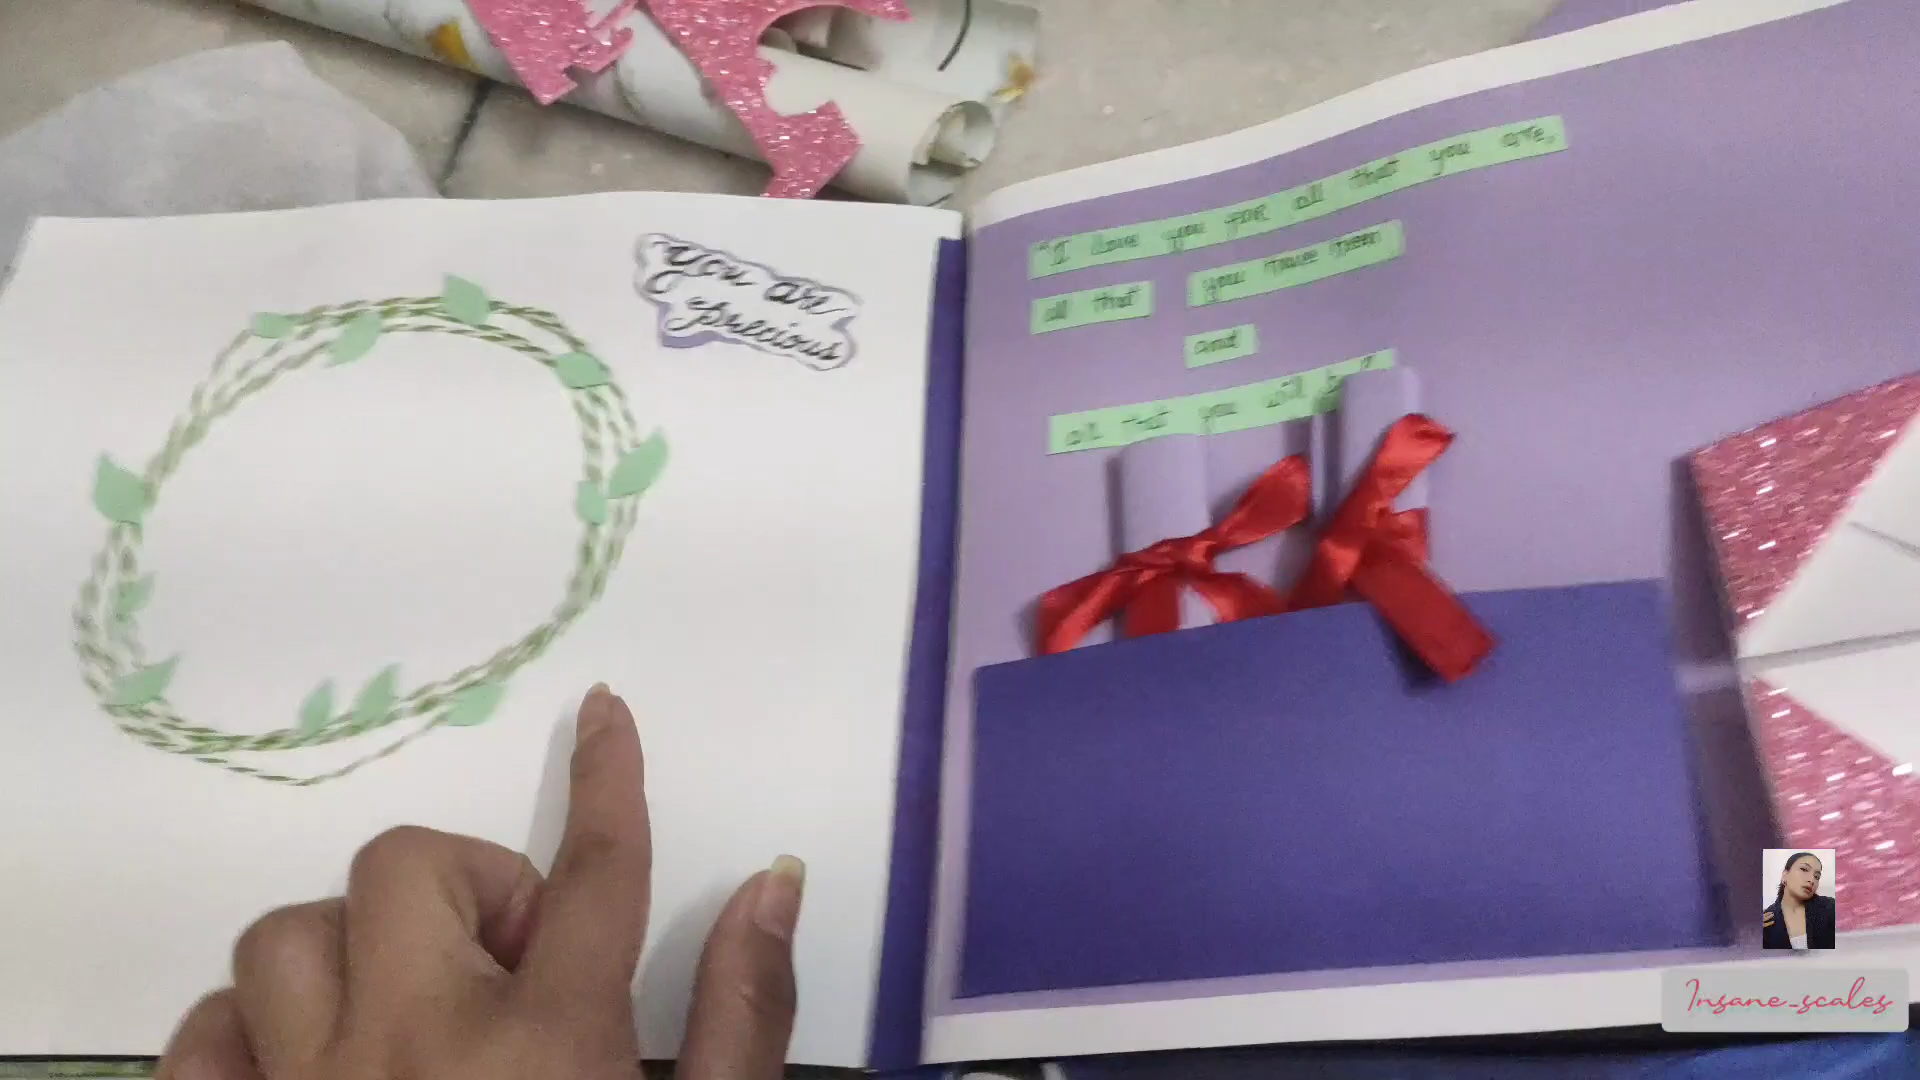 you are
precious
"I love you for all that you are,
all that you have been
and
all that you will be"
Insane_scales